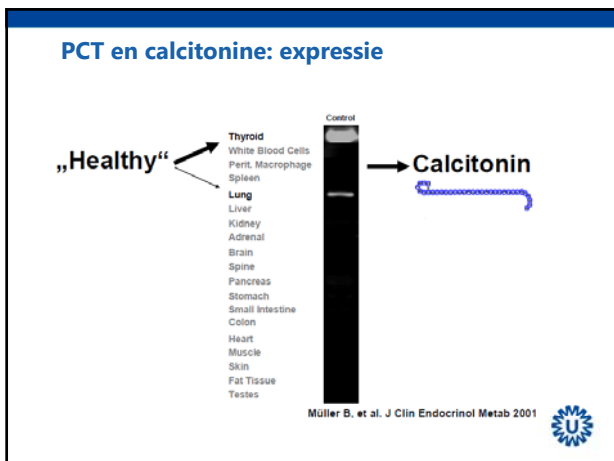 PCT en calcitonine: expressie
Control
„Healthy“
Thyroid
White Blood Cells
Perit. Macrophage
Spleen
Lung
Liver
Kidney
Adrenal
Brain
Spine
Pancreas
Stomach
Small Intestine
Colon
Heart
Muscle
Skin
Fat Tissue
Testes
Calcitonin
Müller B, et al. J Clin Endocrinol Metab 2001
U